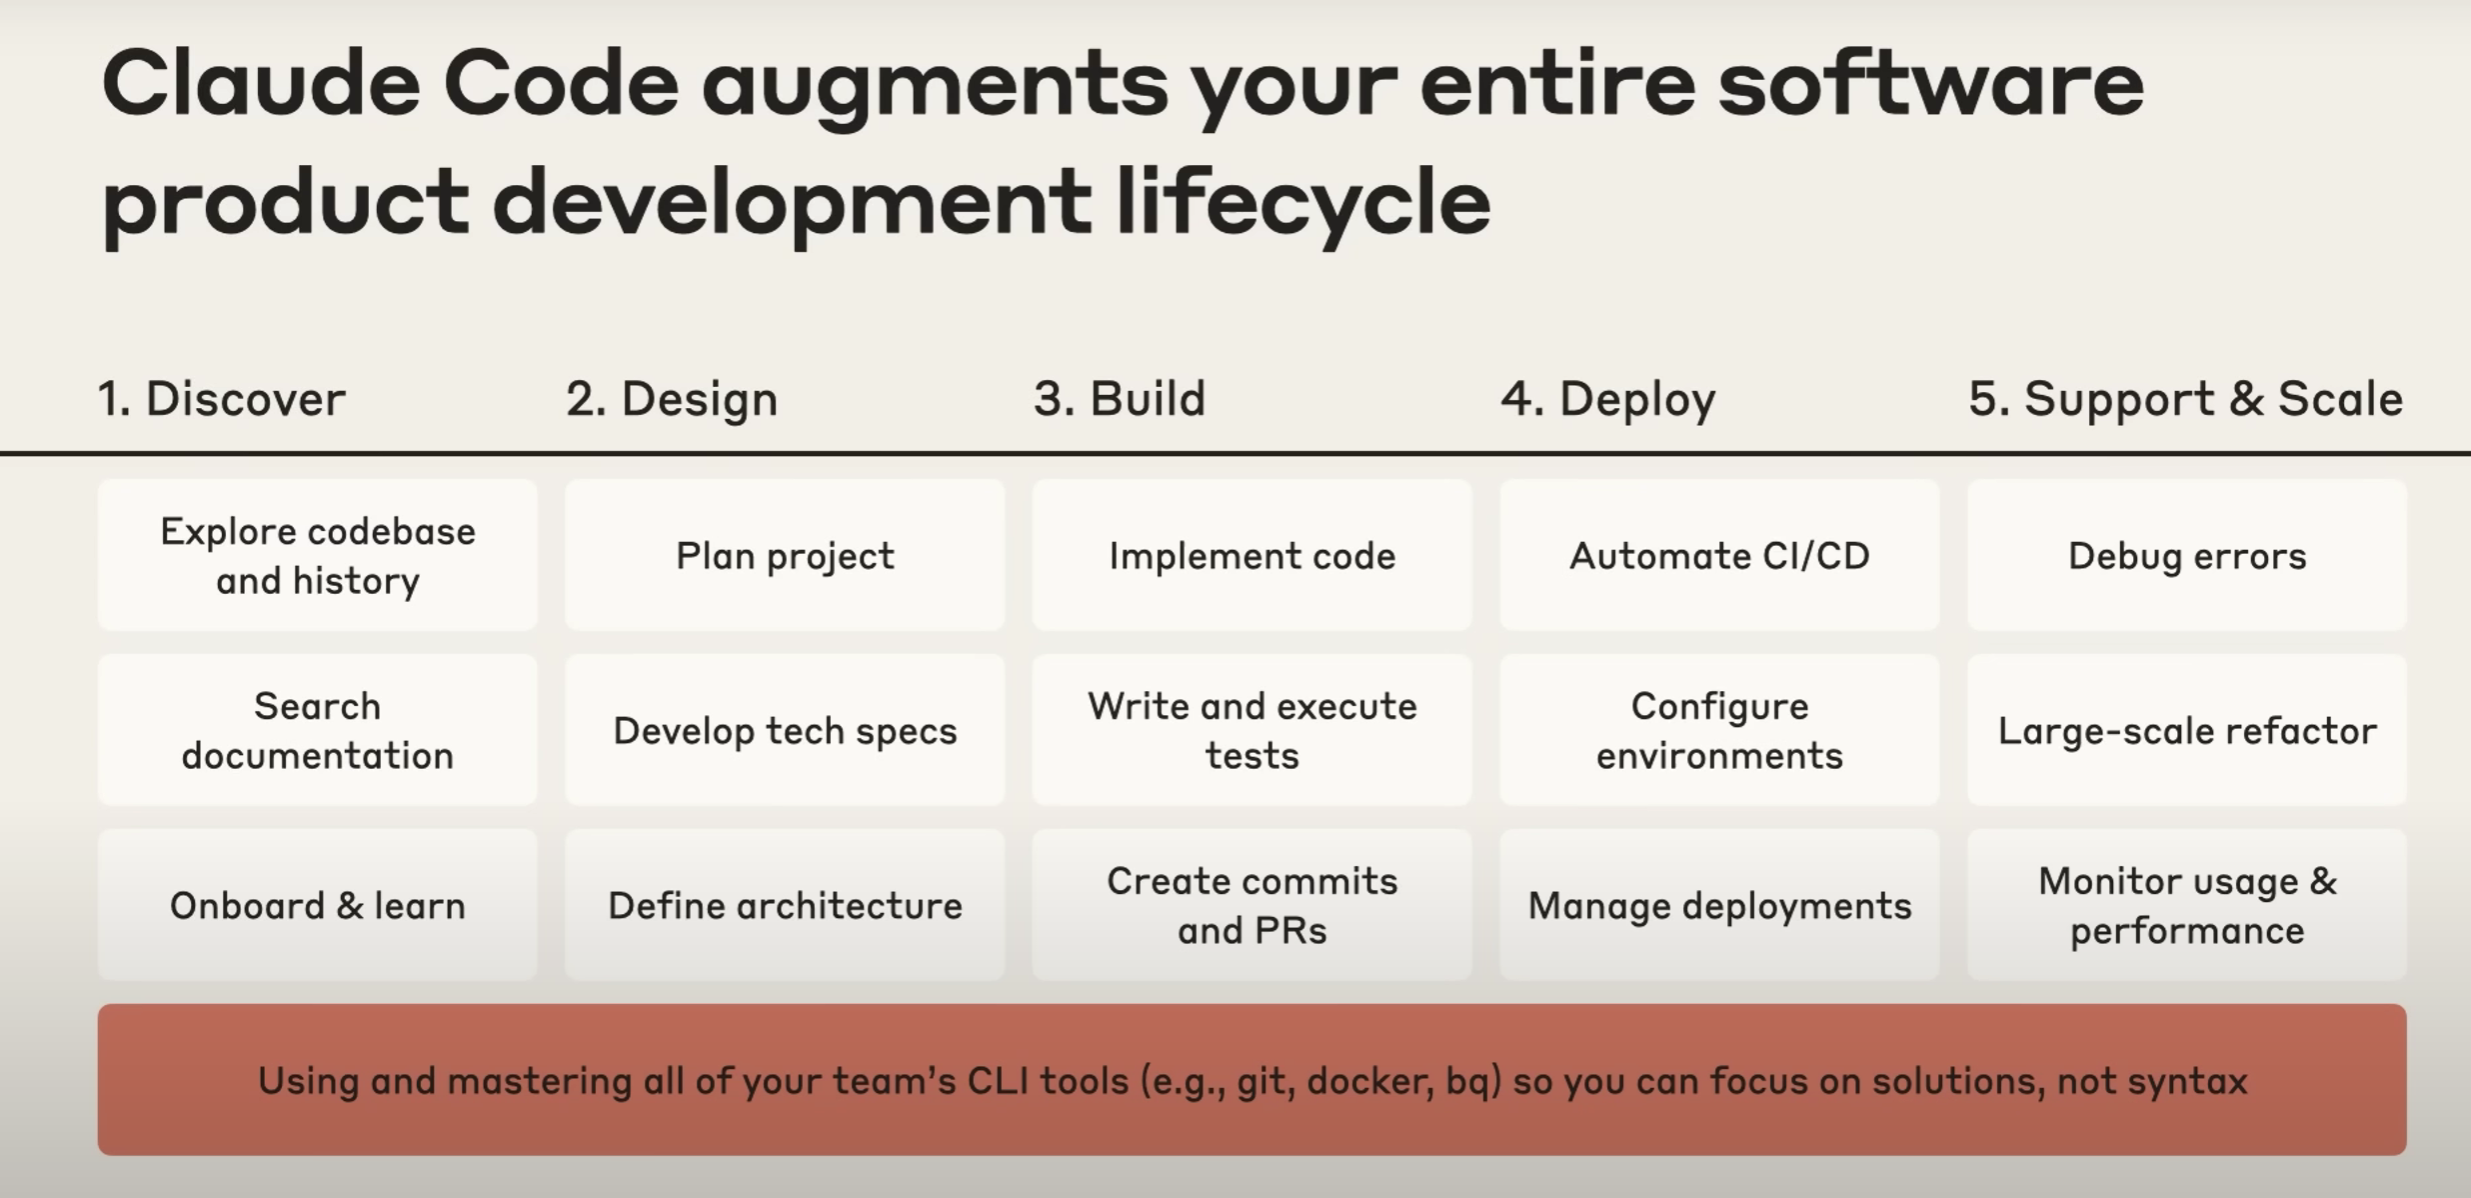 Claude Code augments your entire software
product development lifecycle
1. Discover
2. Design
3. Build
4. Deploy
5. Support & Scale
Explore codebase
and history
Plan project
Implement code
Automate CI/CD
Debug errors
Search
documentation
Develop tech specs
Write and execute
tests
Configure
environments
Large-scale refactor
Onboard & learn
Define architecture
Create commits
and PRs
Manage deployments
Monitor usage &
performance
Using and mastering all of your team’s CLI tools (e.g., git, docker, bq) so you can focus on solutions, not syntax